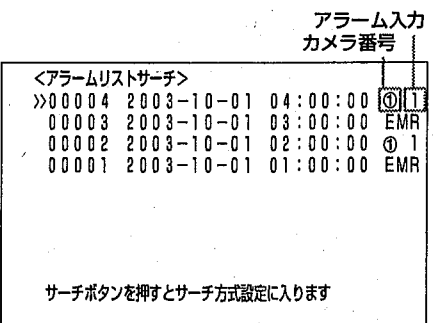 アラーム入力
カメラ番号
<アラームリストサーチ>
»00004 2003-10-01 04:00:00 ① 1
00003 2003-10-01 03:00:00 EMR
00002 2003-10-01 02:00:00 ① 1
00001 2003-10-01 01:00:00 EMR
サーチボタンを押すとサーチ方式設定に入ります